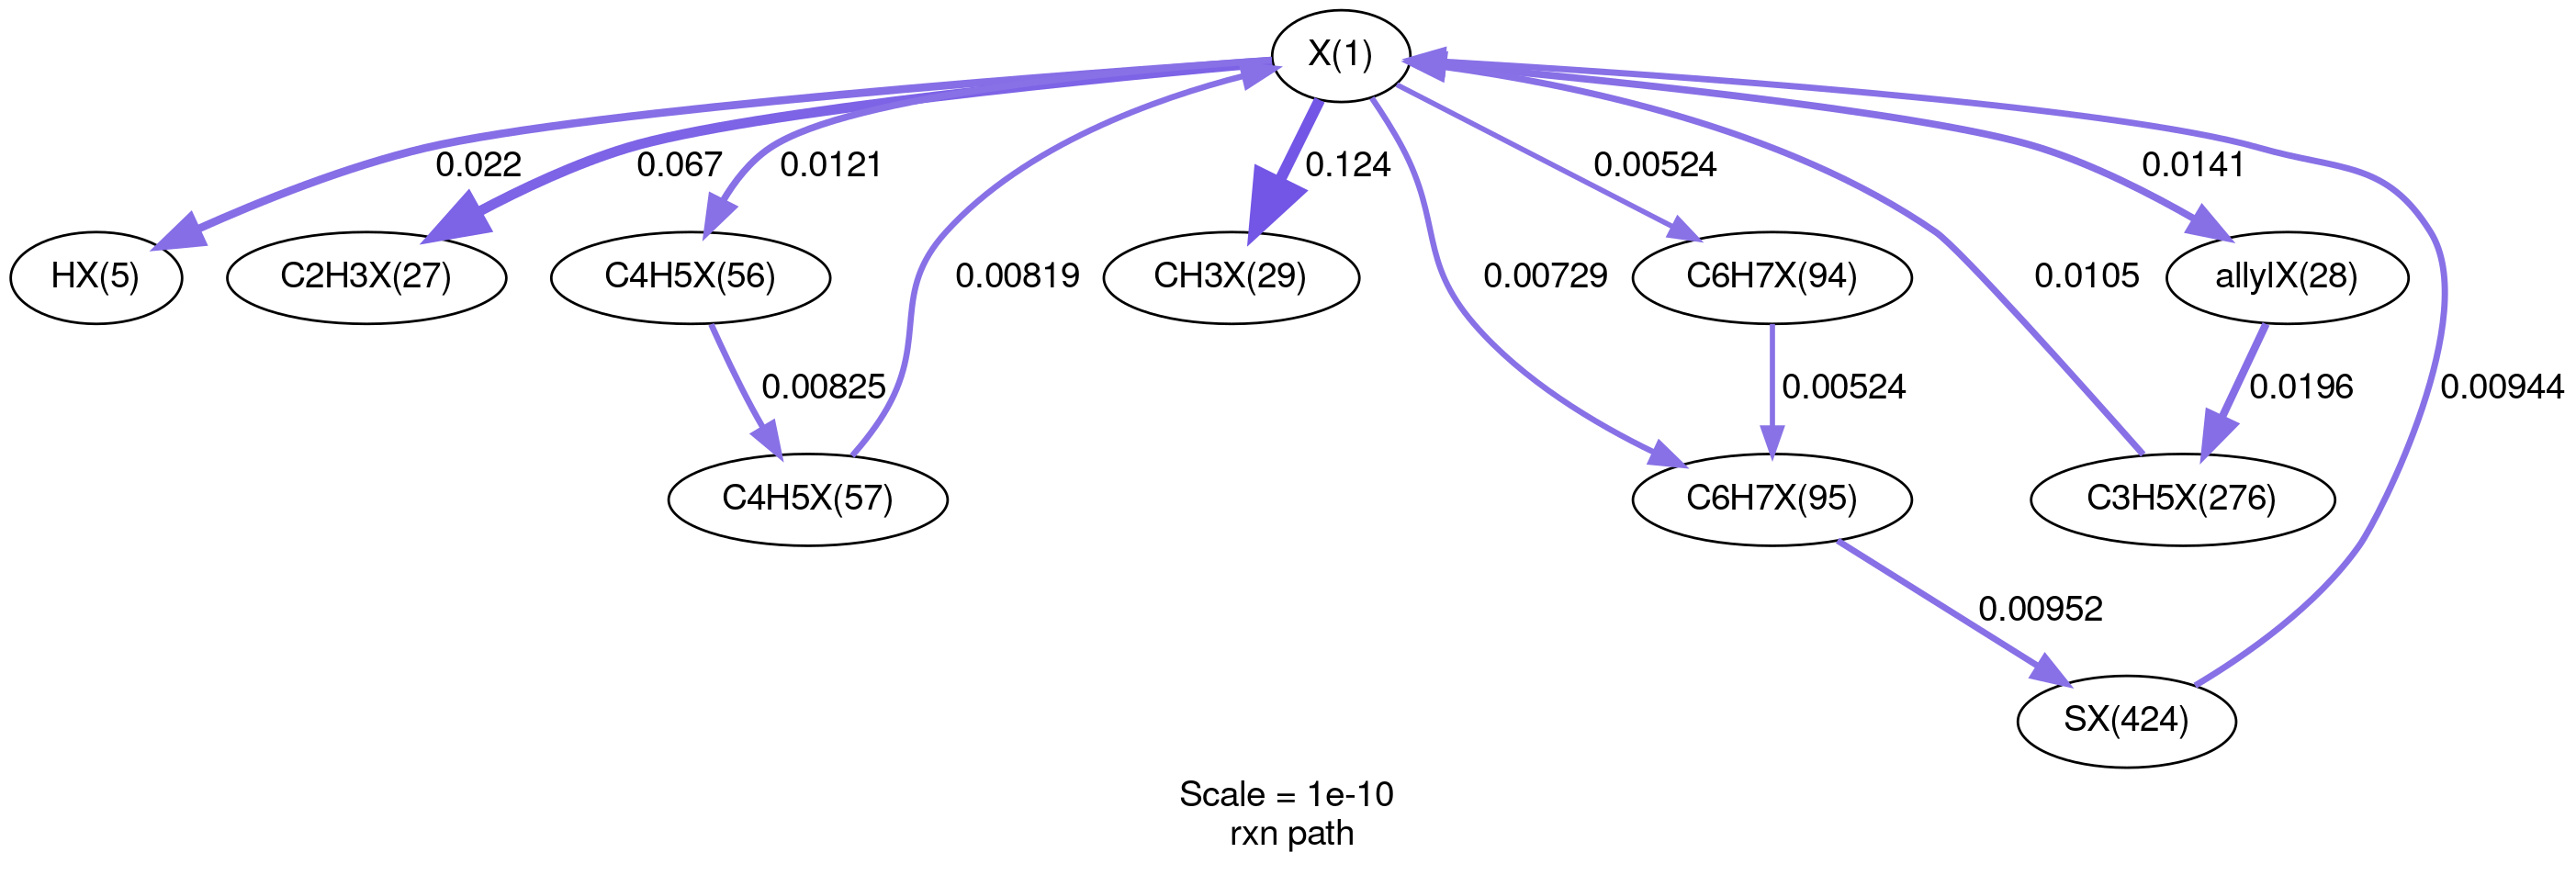 X(1)
0.022
0.067
0.0121
0.124
0.00524
0.0141
HX(5)
C2H3X(27)
C4H5X(56)
0.00819
CH3X(29)
0.00729
C6H7X(94)
0.0105
allylX(28)
0.00825
0.00524
0.0196
0.00944
C4H5X(57)
C6H7X(95)
C3H5X(276)
0.00952
SX(424)
Scale = 1e-10
rxn path